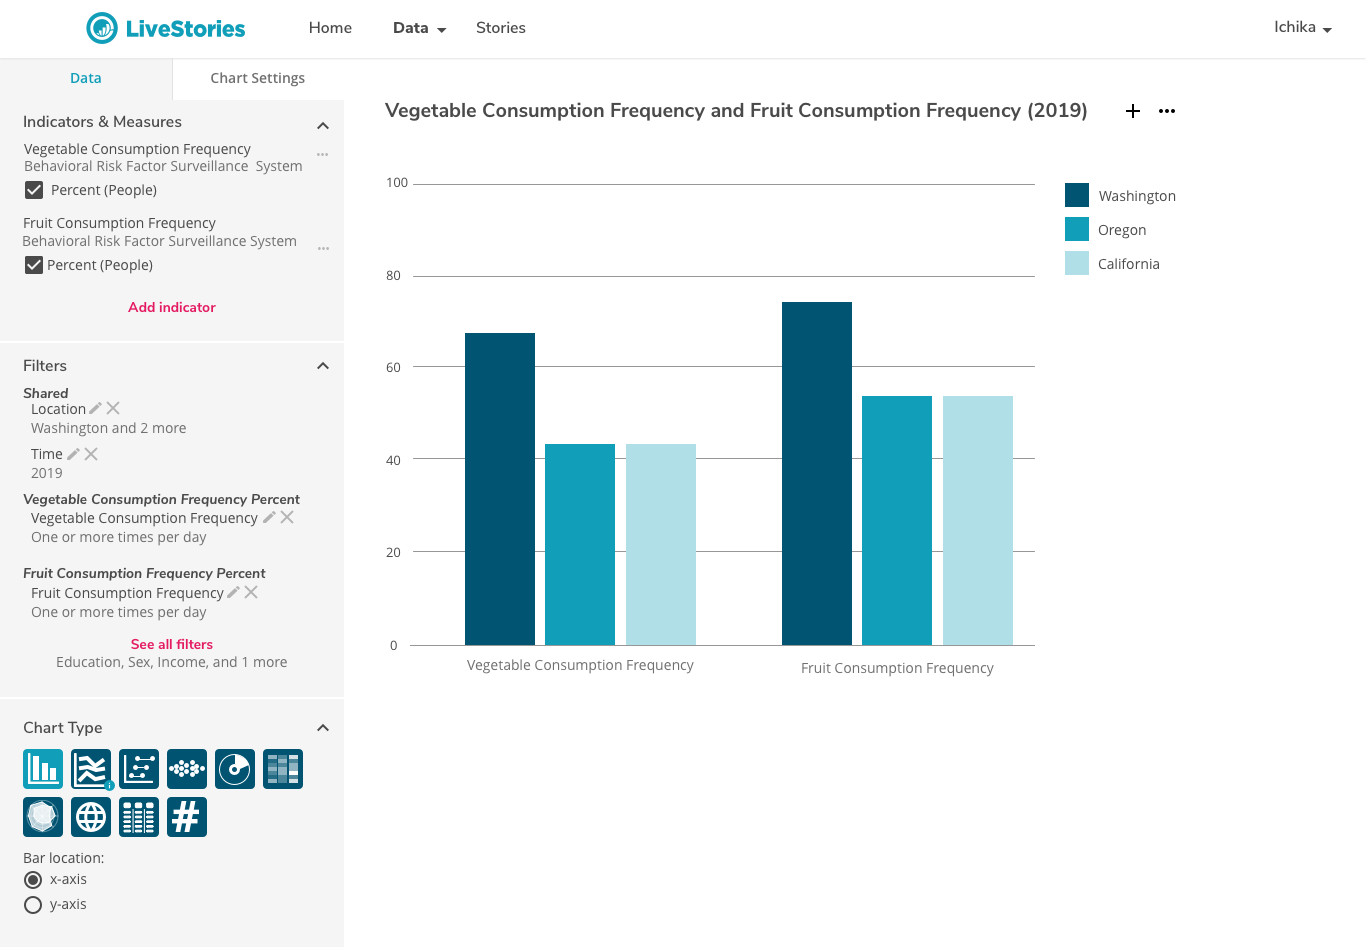 LiveStories
Home
Data
Stories
Ichika
Data
Chart Settings
Indicators & Measures
Vegetable Consumption Frequency
Behavioral Risk Factor Surveillance System
Percent (People)
Fruit Consumption Frequency
Behavioral Risk Factor Surveillance System
Percent (People)
Add indicator
Filters
Shared
Location
Washington and 2 more
Time
2019
Vegetable Consumption Frequency Percent
Vegetable Consumption Frequency
One or more times per day
Fruit Consumption Frequency Percent
Fruit Consumption Frequency
One or more times per day
See all filters
Education, Sex, Income, and 1 more
Chart Type
i
#
Bar location:
x-axis
y-axis
Vegetable Consumption Frequency and Fruit Consumption Frequency (2019)
100
80
60
40
20
0
Vegetable Consumption Frequency
Fruit Consumption Frequency
Washington
Oregon
California